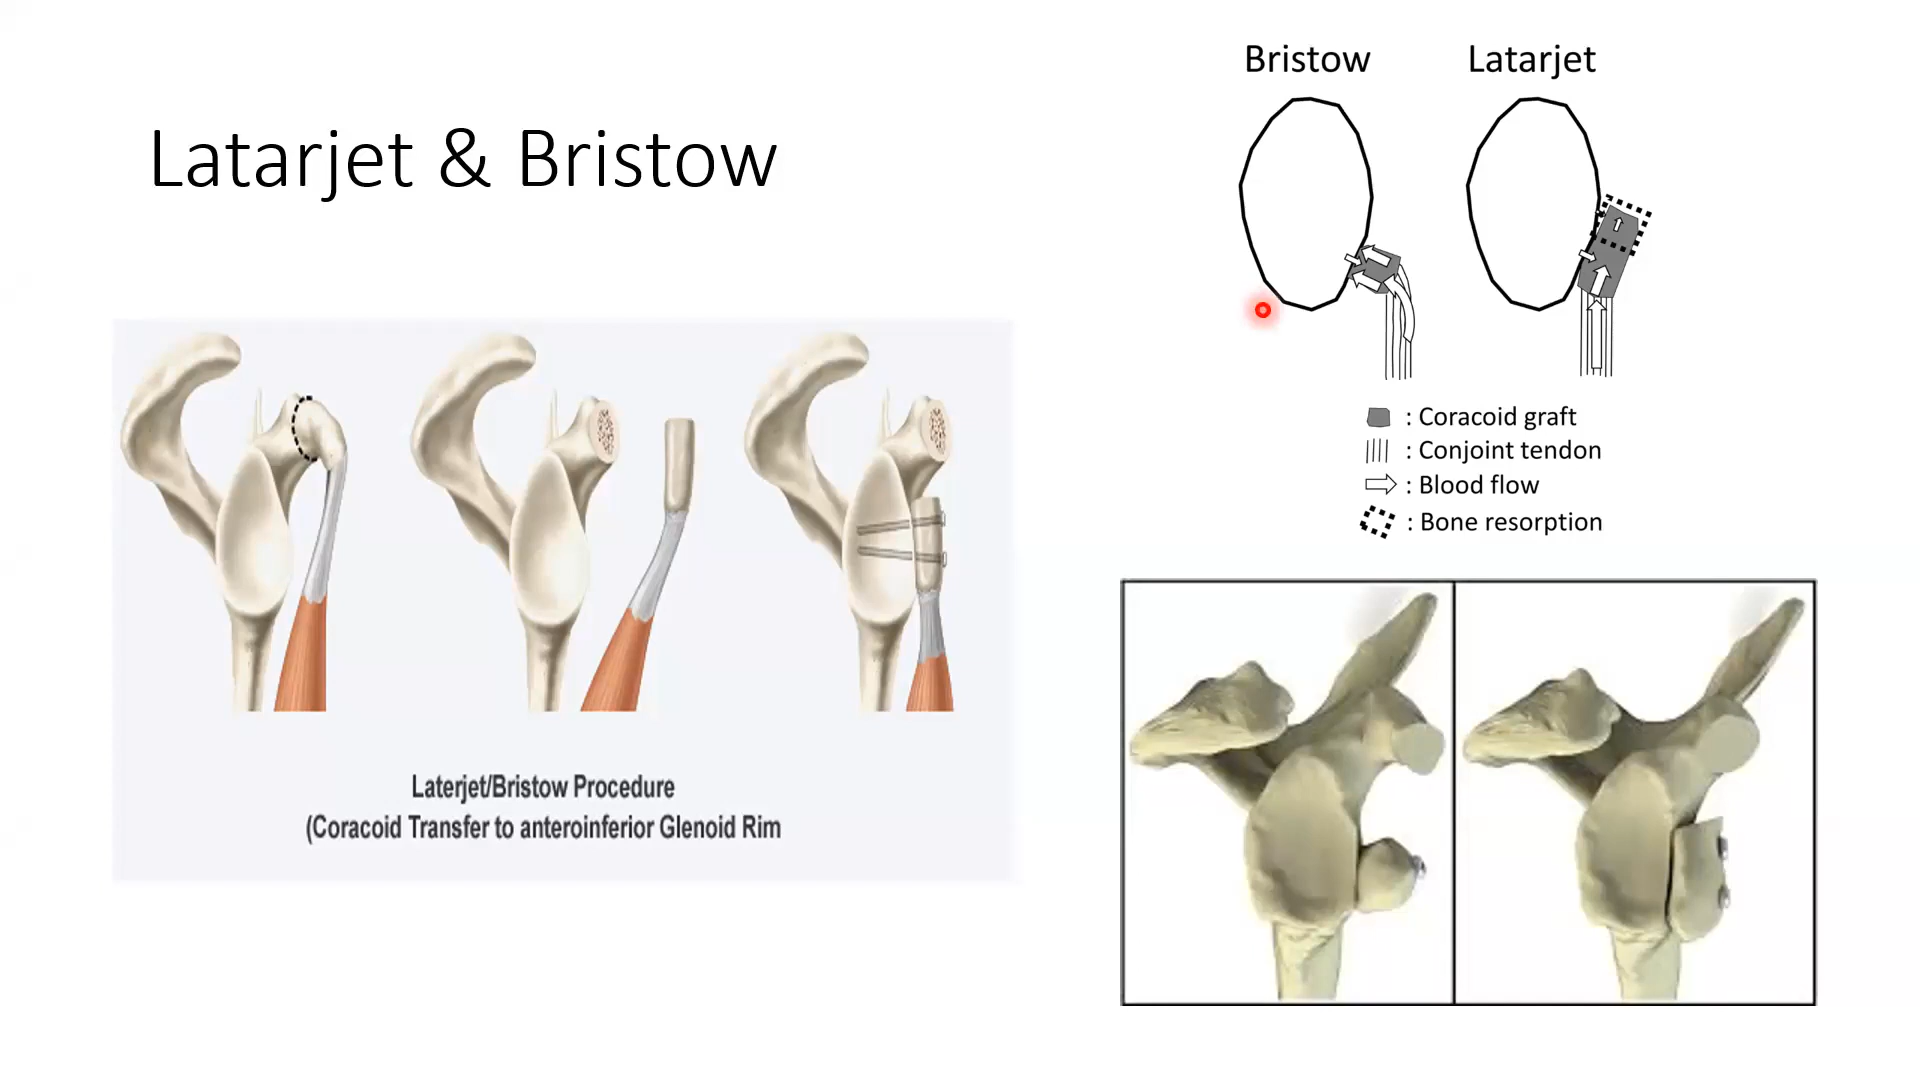 Latarjet & Bristow
Laterjet/Bristow Procedure
(Coracoid Transfer to anteroinferior Glenoid Rim
Bristow
Latarjet
: Coracoid graft
: Conjoint tendon
: Blood flow
: Bone resorption